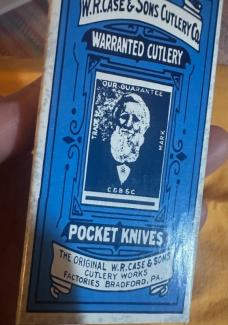 W.R.CASE & SONS CUTLERY CO.
WARRANTED CUTLERY
OUR GUARANTEE
TRADE
MARK
C&B&C
POCKET KNIVES
THE ORIGINAL W.R.CASE & SONS
CUTLERY WORKS
FACTORIES BRADFORD, PA.